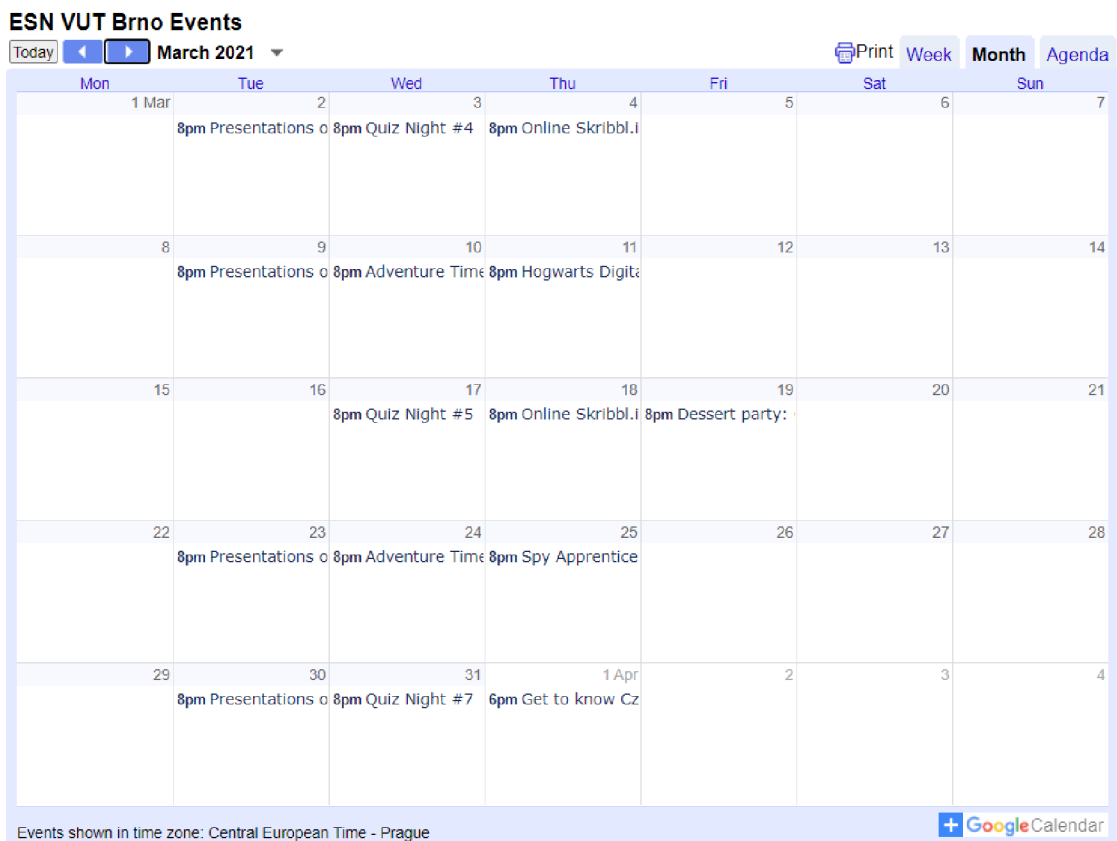 ESN VUT Brno Events
Today March 2021 Print Week Month Agenda
Mon Tue Wed Thu Fri Sat Sun
1 Mar 2 3 4 5 6 7
8pm Presentations o 8pm Quiz Night #4 8pm Online Skribbl.i
8 9 10 11 12 13 14
8pm Presentations o 8pm Adventure Time 8pm Hogwarts Digita
15 16 17 18 19 20 21
8pm Quiz Night #5 8pm Online Skribbl.i 8pm Dessert party:
22 23 24 25 26 27 28
8pm Presentations o 8pm Adventure Time 8pm Spy Apprentice
29 30 31 1 Apr 2 3 4
8pm Presentations o 8pm Quiz Night #7 6pm Get to know Cz
Events shown in time zone: Central European Time - Prague
+ GoogleCalendar